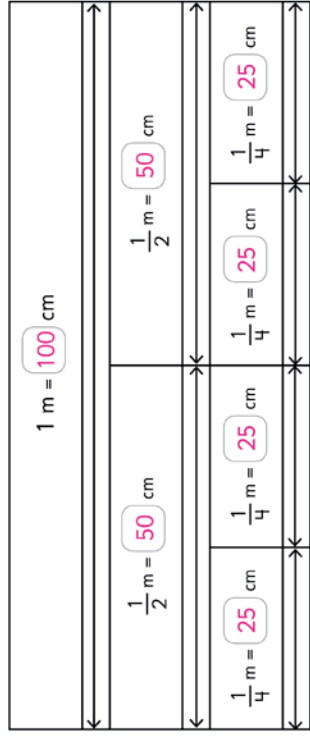 1 m = 100 cm
1/2 m = 50 cm
1/2 m = 50 cm
1/4 m = 25 cm
1/4 m = 25 cm
1/4 m = 25 cm
1/4 m = 25 cm